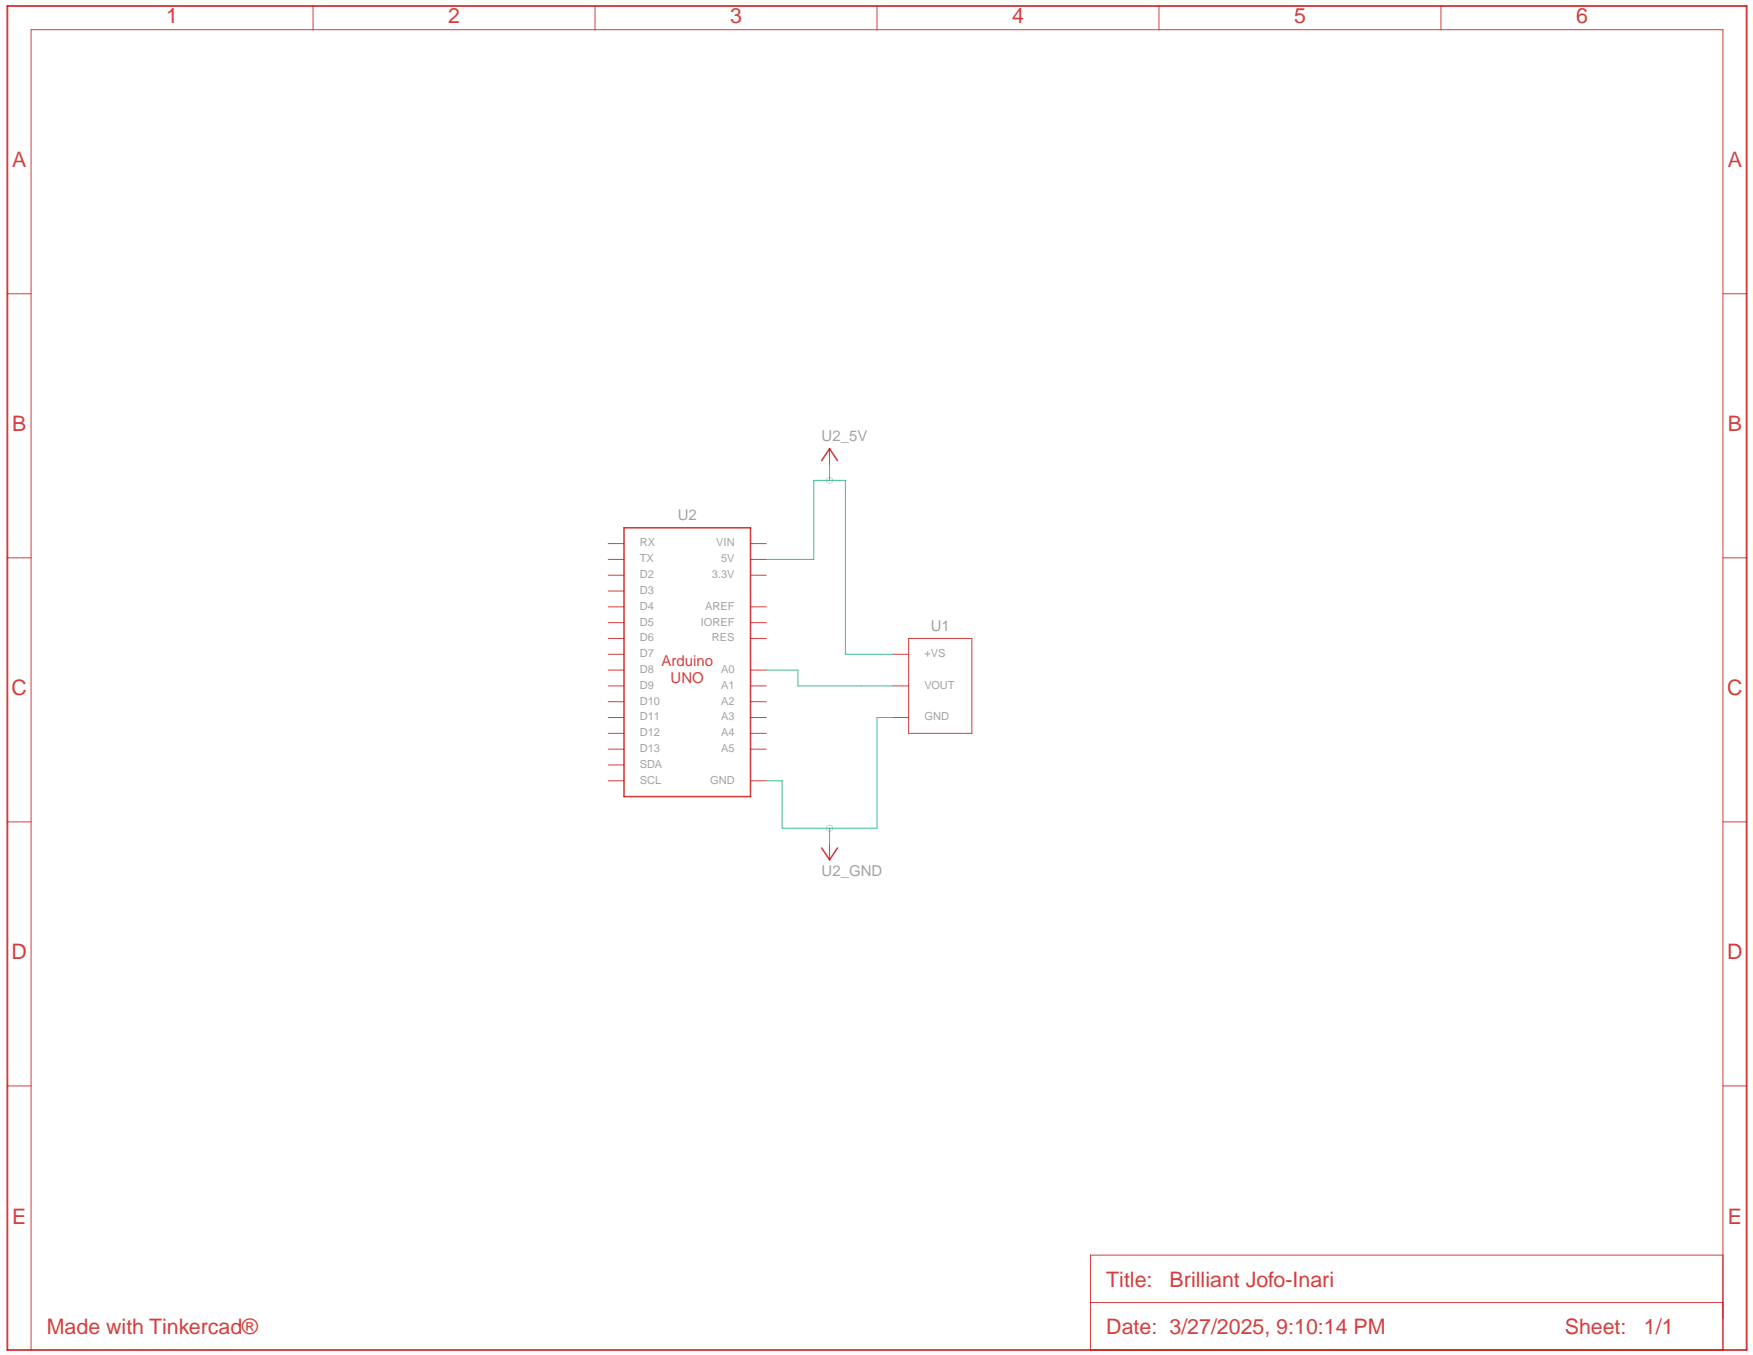 1 2 3 4 5 6
A A
B B
U2_5V
U2
RX VIN
TX 5V
D2 3.3V
D3
D4 AREF
D5 IOREF
U1
D6 RES
D7 +VS
Arduino
D8 A0
UNO
D9 A1 VOUT
C C
D10 A2
D11 A3 GND
D12 A4
D13 A5
SDA
SCL GND
U2_GND
D D
E E
Title: Brilliant Jofo-Inari
Made with Tinkercad®
Date: 3/27/2025, 9:10:14 PM Sheet: 1/1